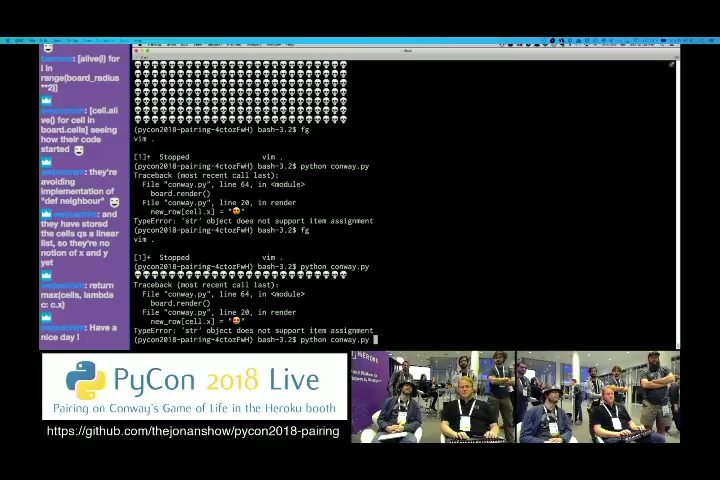 [alive(i) for
i in
range(board_radius
**2)]
[cell.ali
ve() for cell in
board.cells] seeing
how their code
started
they're
avoiding
implementation of
"def neighbour"
and
they have stored
the cells qs a linear
list, so they're no
notion of x and y
yet
return
max(cells, lambda
c: c.x)
Have a
nice day !
(pycon2018-pairing-4ctozFwH) bash-3.2$ fg
vim .
[1]+  Stopped                 vim .
(pycon2018-pairing-4ctozFwH) bash-3.2$ python conway.py
Traceback (most recent call last):
  File "conway.py", line 64, in <module>
    board.render()
  File "conway.py", line 20, in render
    new_row[cell.x] = "😍"
TypeError: 'str' object does not support item assignment
(pycon2018-pairing-4ctozFwH) bash-3.2$ fg
vim .
[1]+  Stopped                 vim .
(pycon2018-pairing-4ctozFwH) bash-3.2$ python conway.py
Traceback (most recent call last):
  File "conway.py", line 64, in <module>
    board.render()
  File "conway.py", line 20, in render
    new_row[cell.x] = "😍"
TypeError: 'str' object does not support item assignment
(pycon2018-pairing-4ctozFwH) bash-3.2$ python conway.py
PyCon 2018 Live
Pairing on Conway's Game of Life in the Heroku booth
https://github.com/thejonanshow/pycon2018-pairing
HEROKU